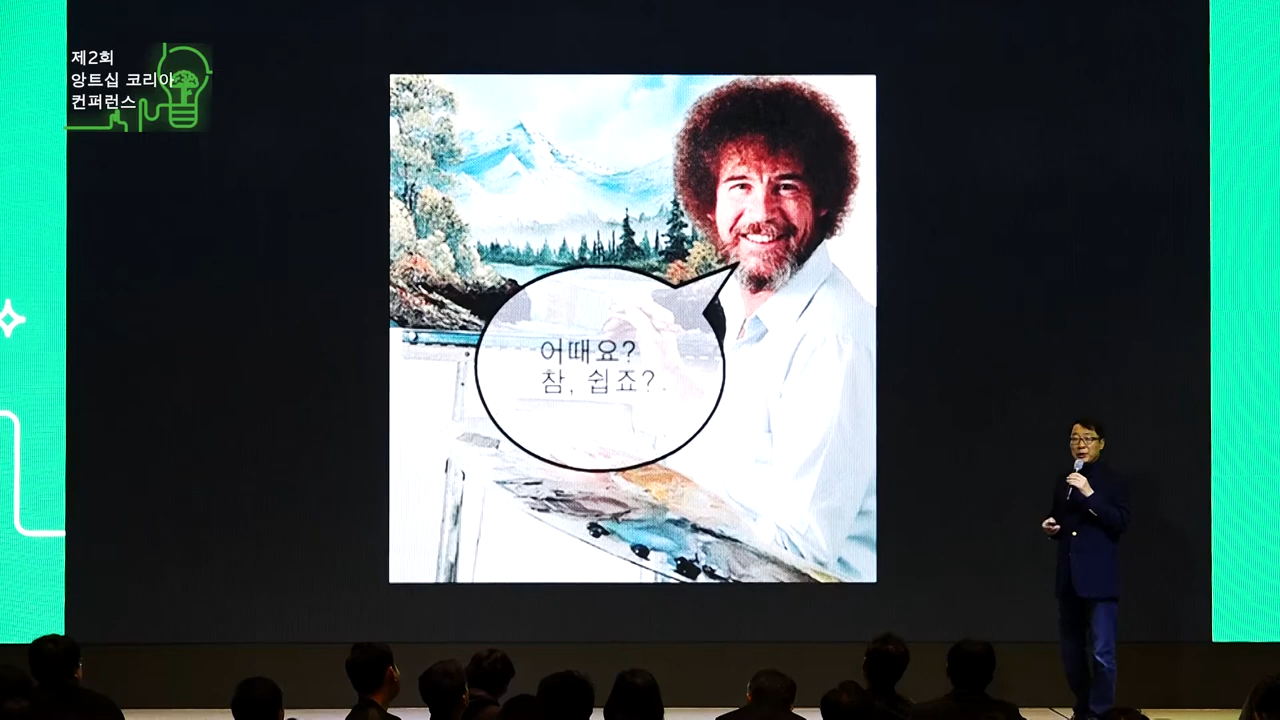 제2회
앙트십 코리아
컨퍼런스
어때요?
참, 쉽죠?